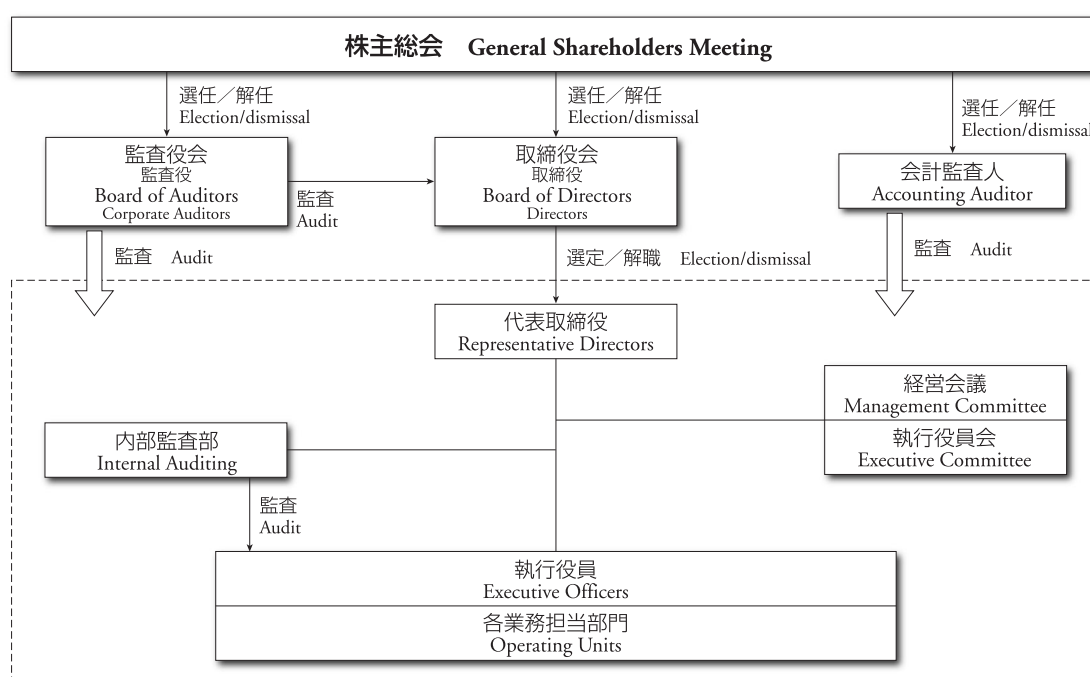 株主総会 General Shareholders Meeting
選任／解任
Election/dismissal
選任／解任
Election/dismissal
選任／解任
Election/dismissal
監査役会
監査役
Board of Auditors
Corporate Auditors
監査
Audit
取締役会
取締役
Board of Directors
Directors
会計監査人
Accounting Auditor
監査 Audit
選定／解職 Election/dismissal
監査 Audit
代表取締役
Representative Directors
経営会議
Management Committee
執行役員会
Executive Committee
内部監査部
Internal Auditing
監査
Audit
執行役員
Executive Officers
各業務担当部門
Operating Units